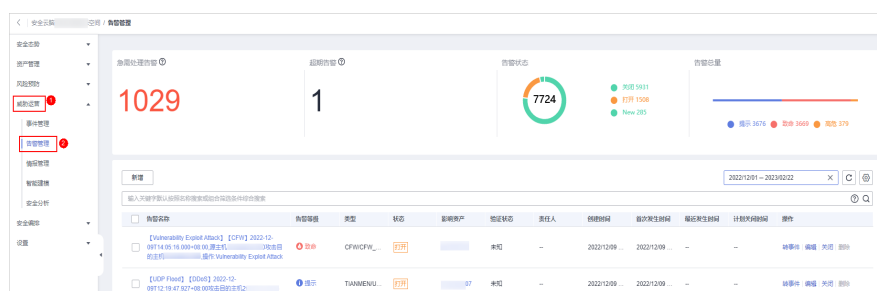 安全云脑 空间 / 告警管理
安全态势
资产管理
风险预防
威胁运营 1
事件管理
告警管理 2
情报管理
智能建模
安全分析
安全编排
设置
急需处理告警
1029
超期告警
1
告警状态
7724
关闭 5931
打开 1508
New 285
告警总量
提示 3676 致命 3669 高危 379
新增
2022/12/01 – 2023/02/22
输入关键字默认按照名称搜索或组合筛选条件综合搜索
告警名称 告警等级 类型 状态 影响资产 验证状态 责任人 创建时间 首次发生时间 最近发生时间 计划关闭时间 操作
【Vulnerability Exploit Attack】【CFW】2022-12-
09T14:05:16.000+08:00,源主机 攻击目
的主机 ,操作:Vulnerability Exploit Attack
致命 CFW/CFW_... 打开 未知 – 2022/12/09 ... 2022/12/09 ... – – 转事件 编辑 关闭 删除
【UDP Flood】【DDoS】2022-12-
09T12:19:47.927+08:00攻击目的主机2
提示 TIANMEN/U... 打开 07 未知 – 2022/12/09 ... 2022/12/09 ... – – 转事件 编辑 关闭 删除